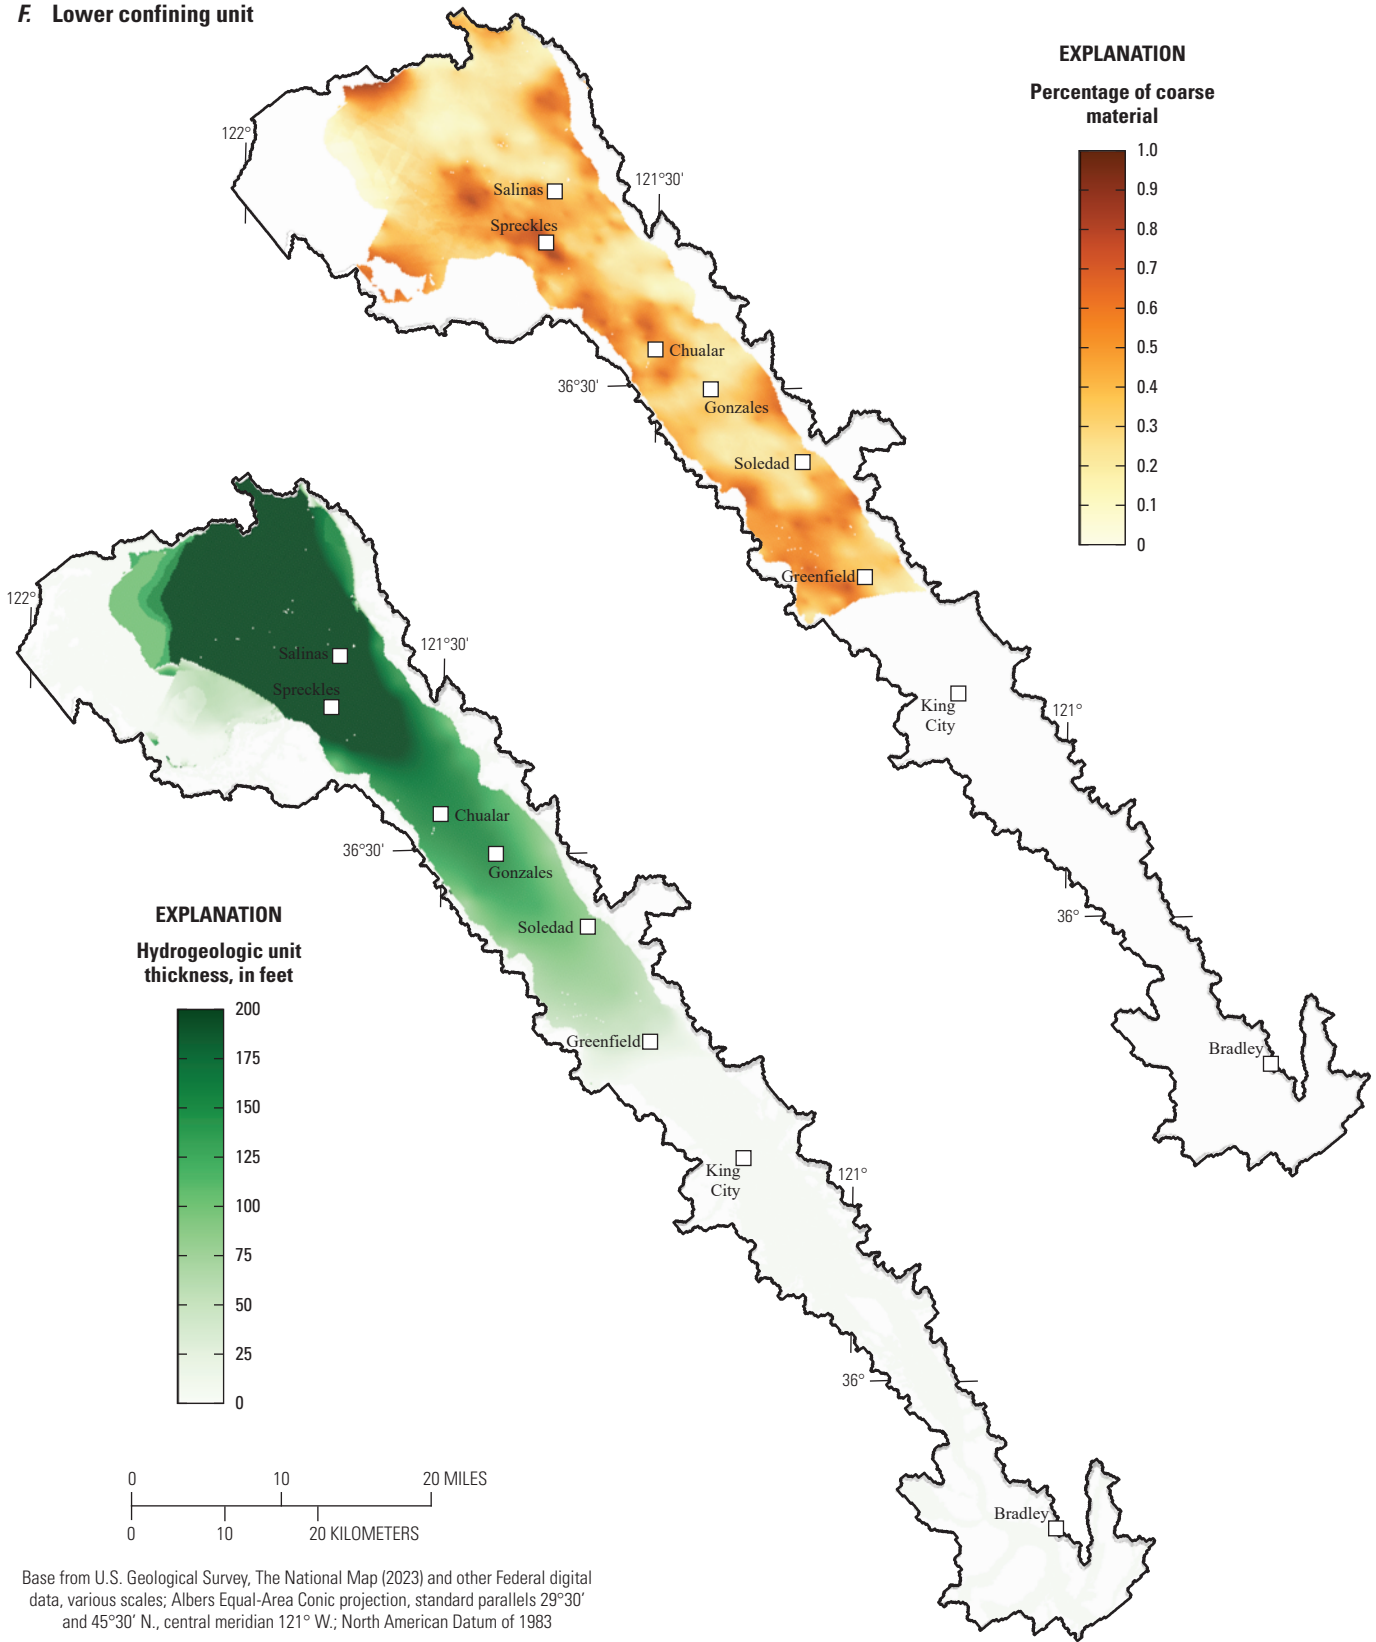 F. Lower confining unit
EXPLANATION
Percentage of coarse
material
1.0
0.9
0.8
0.7
0.6
0.5
0.4
0.3
0.2
0.1
0
122°
121°30'
Salinas
Spreckles
Chualar
36°30'
Gonzales
Soledad
Greenfield
King
City
121°
36°
Bradley
122°
121°30'
Salinas
Spreckles
Chualar
36°30'
Gonzales
Soledad
Greenfield
King
City
121°
36°
Bradley
EXPLANATION
Hydrogeologic unit
thickness, in feet
200
175
150
125
100
75
50
25
0
0 10 20 MILES
0 10 20 KILOMETERS
Base from U.S. Geological Survey, The National Map (2023) and other Federal digital
data, various scales; Albers Equal-Area Conic projection, standard parallels 29°30'
and 45°30' N., central meridian 121° W.; North American Datum of 1983